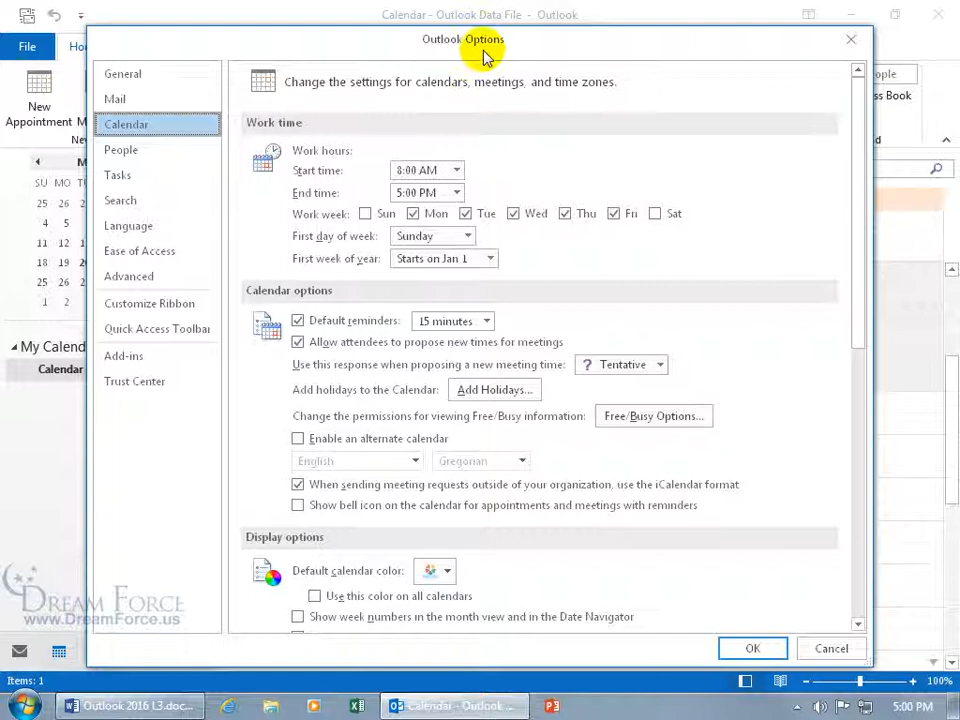 Calendar - Outlook Data File - Outlook
File
Outlook Options
New
Appointment
General
Mail
Calendar
People
Tasks
Search
Language
Ease of Access
Advanced
Customize Ribbon
Quick Access Toolbar
Add-ins
Trust Center
Change the settings for calendars, meetings, and time zones.
Work time
Work hours:
Start time: 8:00 AM
End time: 5:00 PM
Work week: Sun Mon Tue Wed Thu Fri Sat
First day of week: Sunday
First week of year: Starts on Jan 1
Calendar options
Default reminders: 15 minutes
Allow attendees to propose new times for meetings
Use this response when proposing a new meeting time: ? Tentative
Add holidays to the Calendar: Add Holidays...
Change the permissions for viewing Free/Busy information: Free/Busy Options...
Enable an alternate calendar
English Gregorian
When sending meeting requests outside of your organization, use the iCalendar format
Show bell icon on the calendar for appointments and meetings with reminders
Display options
Default calendar color:
Use this color on all calendars
Show week numbers in the month view and in the Date Navigator
OK Cancel
SU MO
25 26
4 5
11 12
18 19
25 26
1 2
My Calend
Calendar
Dream Force
www.DreamForce.us
Items: 1
100%
Outlook 2016 L3.doc...
Calendar - Outlook ...
5:00 PM